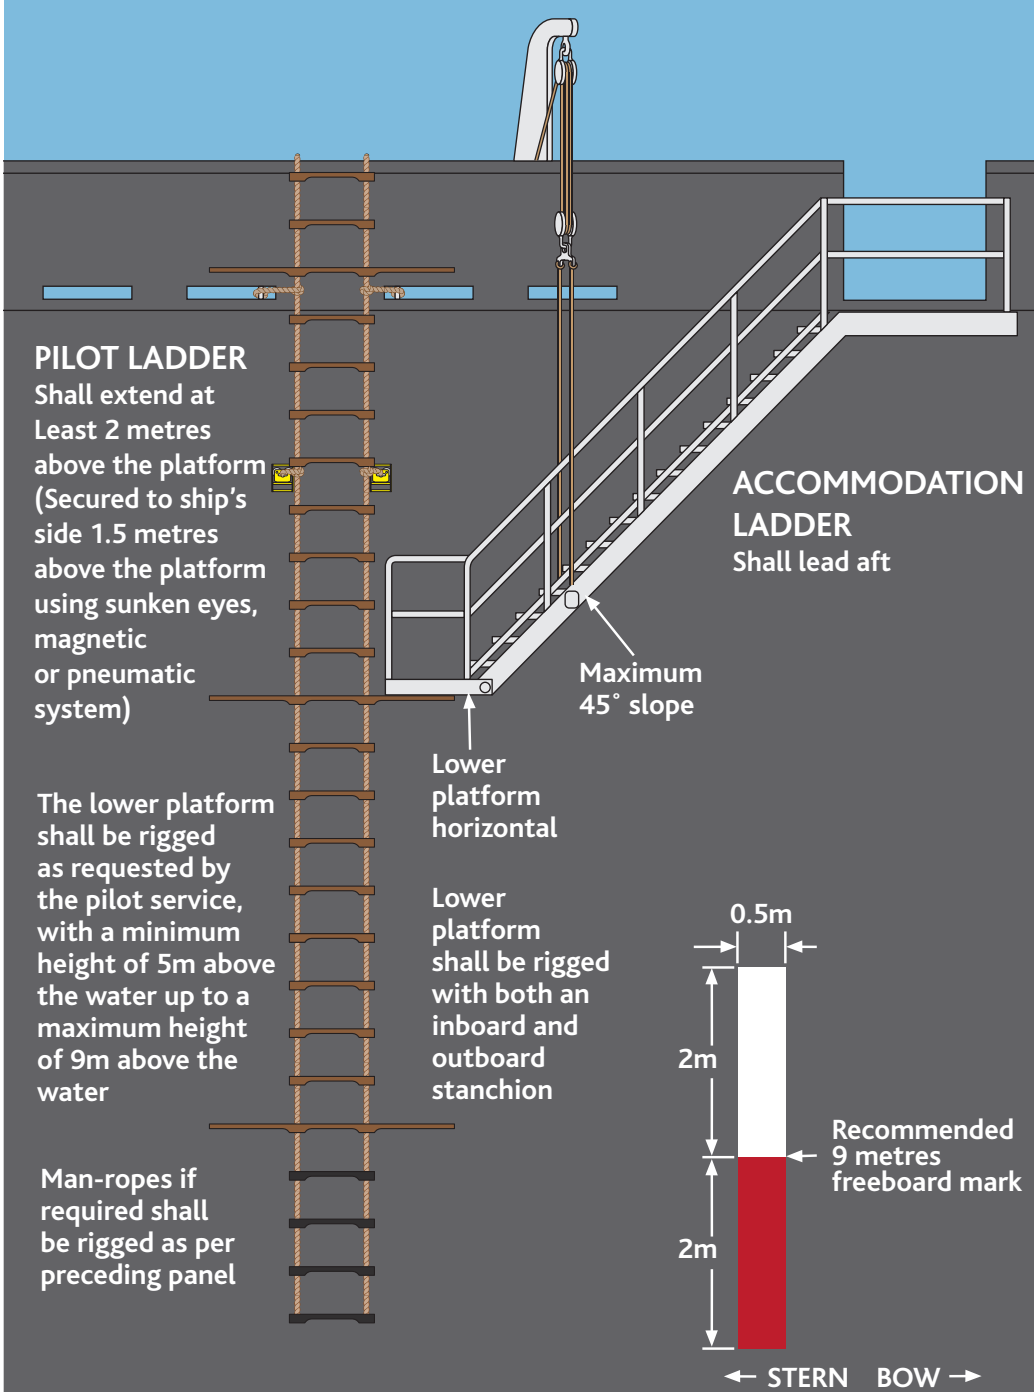 PILOT LADDER
Shall extend at
Least 2 metres
above the platform
(Secured to ship's
side 1.5 metres
above the platform
using sunken eyes,
magnetic
or pneumatic
system)
The lower platform
shall be rigged
as requested by
the pilot service,
with a minimum
height of 5m above
the water up to a
maximum height
of 9m above the
water
Man-ropes if
required shall
be rigged as per
preceding panel
ACCOMMODATION
LADDER
Shall lead aft
Maximum
45° slope
Lower
platform
horizontal
Lower
platform
shall be rigged
with both an
inboard and
outboard
stanchion
0.5m
2m
Recommended
9 metres
freeboard mark
2m
STERN BOW